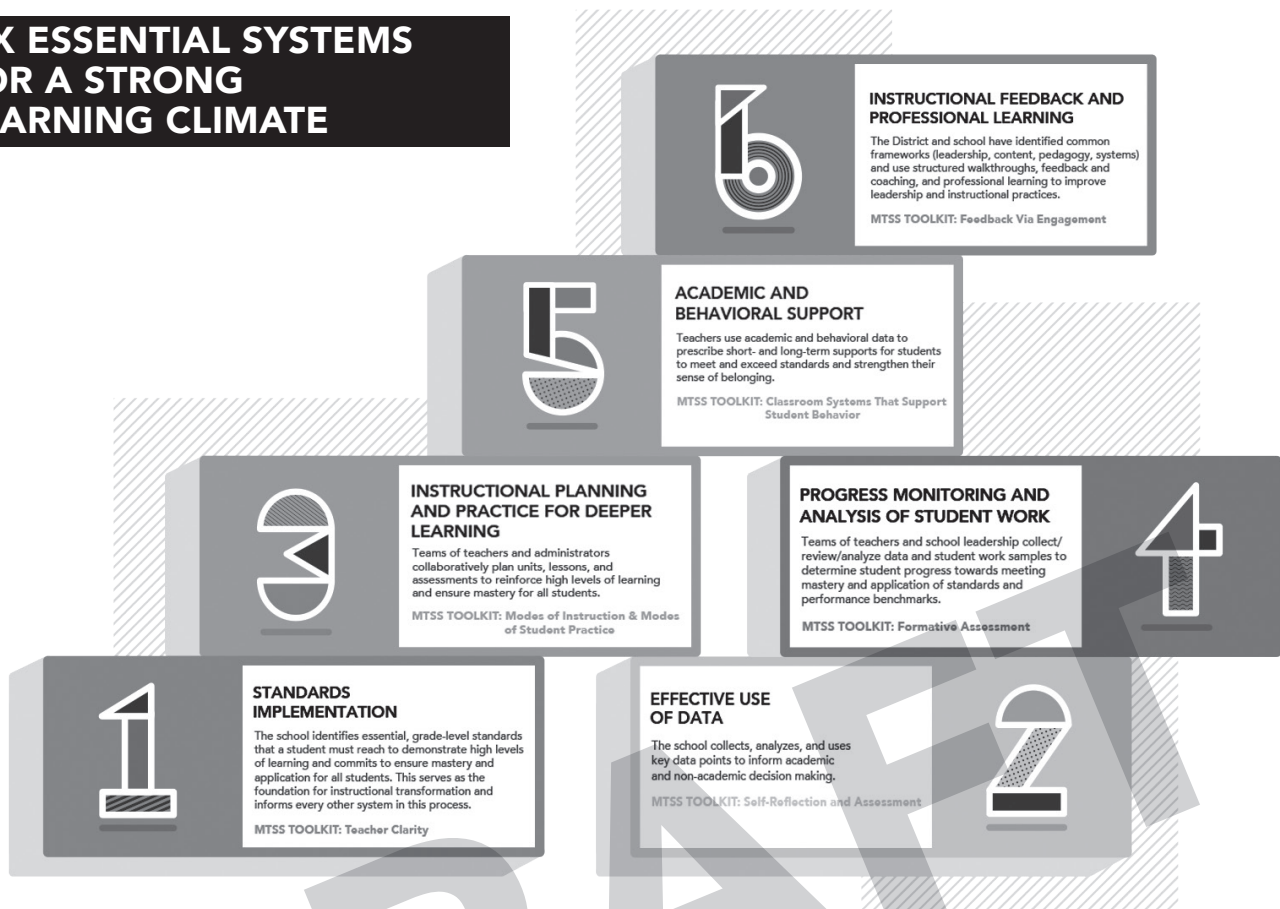 X ESSENTIAL SYSTEMS
OR A STRONG
ARNING CLIMATE
6
INSTRUCTIONAL FEEDBACK AND
PROFESSIONAL LEARNING
The District and school have identified common
frameworks (leadership, content, pedagogy, systems)
and use structured walkthroughs, feedback and
coaching, and professional learning to improve
leadership and instructional practices.
MTSS TOOLKIT: Feedback Via Engagement
5
ACADEMIC AND
BEHAVIORAL SUPPORT
Teachers use academic and behavioral data to
prescribe short- and long-term supports for students
to meet and exceed standards and strengthen their
sense of belonging.
MTSS TOOLKIT: Classroom Systems That Support
Student Behavior
3
INSTRUCTIONAL PLANNING
AND PRACTICE FOR DEEPER
LEARNING
Teams of teachers and administrators
collaboratively plan units, lessons, and
assessments to reinforce high levels of learning
and ensure mastery for all students.
MTSS TOOLKIT: Modes of Instruction & Modes
of Student Practice
PROGRESS MONITORING AND
ANALYSIS OF STUDENT WORK
Teams of teachers and school leadership collect/
review/analyze data and student work samples to
determine student progress towards meeting
mastery and application of standards and
performance benchmarks.
MTSS TOOLKIT: Formative Assessment
4
1
STANDARDS
IMPLEMENTATION
The school identifies essential, grade-level standards
that a student must reach to demonstrate high levels
of learning and commits to ensure mastery and
application for all students. This serves as the
foundation for instructional transformation and
informs every other system in this process.
MTSS TOOLKIT: Teacher Clarity
EFFECTIVE USE
OF DATA
The school collects, analyzes, and uses
key data points to inform academic
and non-academic decision making.
MTSS TOOLKIT: Self-Reflection and Assessment
2
DRAFT